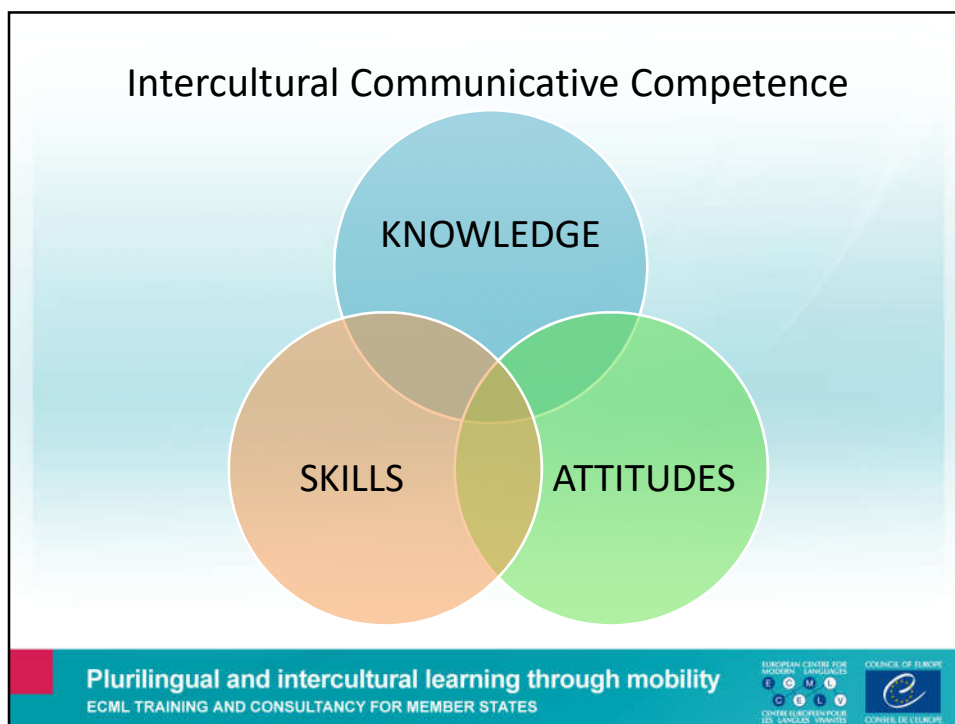 Intercultural Communicative Competence
KNOWLEDGE
SKILLS
ATTITUDES
Plurilingual and intercultural learning through mobility
ECML TRAINING AND CONSULTANCY FOR MEMBER STATES
EUROPEAN CENTRE FOR
MODERN LANGUAGES
E C M L
C E L V
CENTRE EUROPEEN POUR
LES LANGUES VIVANTES
COUNCIL OF EUROPE
CONSEIL DE L'EUROPE